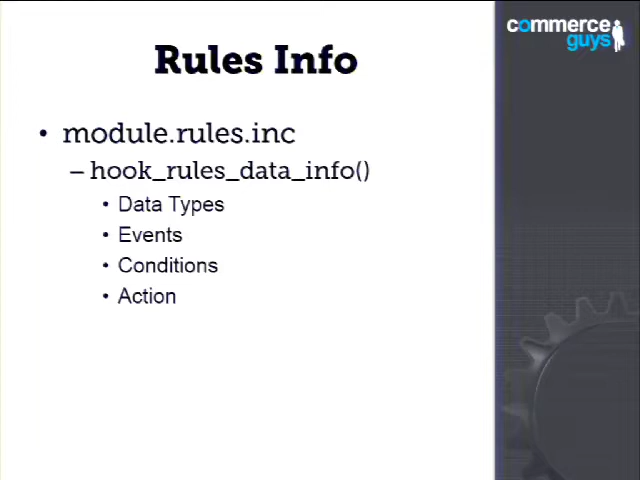 commerce
guys
Rules Info
• module.rules.inc
– hook_rules_data_info()
• Data Types
• Events
• Conditions
• Action